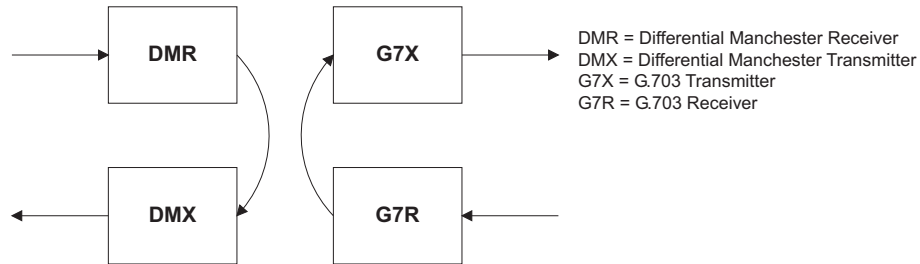 DMR
G7X
DMR = Differential Manchester Receiver
DMX = Differential Manchester Transmitter
G7X = G.703 Transmitter
G7R = G.703 Receiver
DMX
G7R